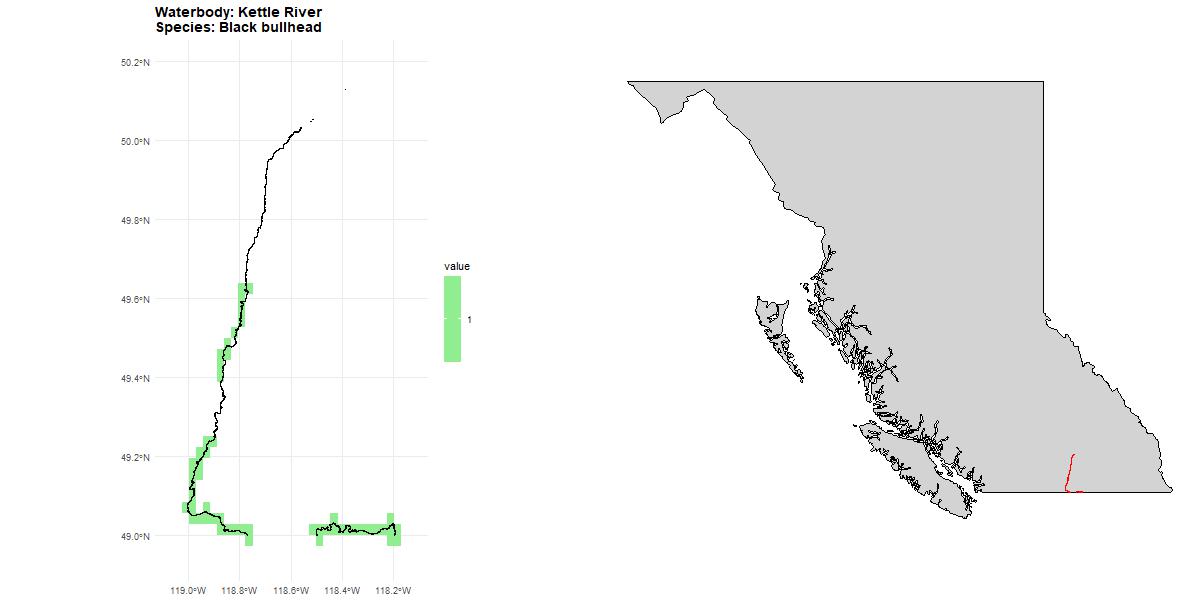 Waterbody: Kettle River
Species: Black bullhead
50.2°N
50.0°N
49.8°N
49.6°N
49.4°N
49.2°N
49.0°N
119.0°W 118.8°W 118.6°W 118.4°W 118.2°W
value
1